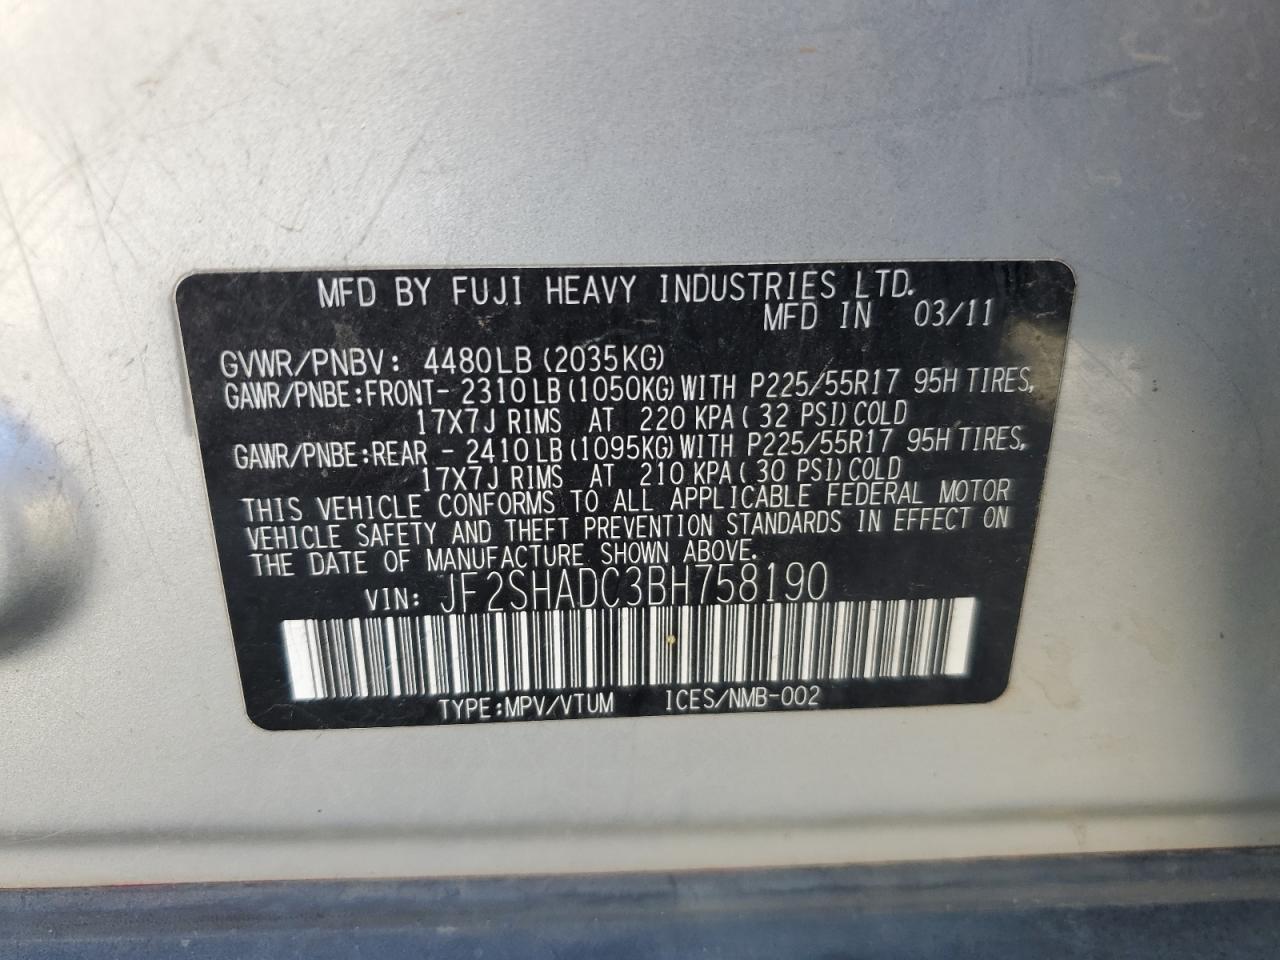 MFD BY FUJI HEAVY INDUSTRIES LTD.
MFD IN 03/11
GVWR/PNBV: 4480LB (2035KG)
GAWR/PNBE:FRONT- 2310LB (1050KG) WITH P225/55R17 95H TIRES,
17X7J RIMS AT 220 KPA ( 32 PSI) COLD
GAWR/PNBE:REAR - 2410LB (1095KG) WITH P225/55R17 95H TIRES,
17X7J RIMS AT 210 KPA ( 30 PSI) COLD
THIS VEHICLE CONFORMS TO ALL APPLICABLE FEDERAL MOTOR
VEHICLE SAFETY AND THEFT PREVENTION STANDARDS IN EFFECT ON
THE DATE OF MANUFACTURE SHOWN ABOVE.
VIN: JF2SHADC3BH758190
TYPE:MPV/VTUM ICES/NMB-002